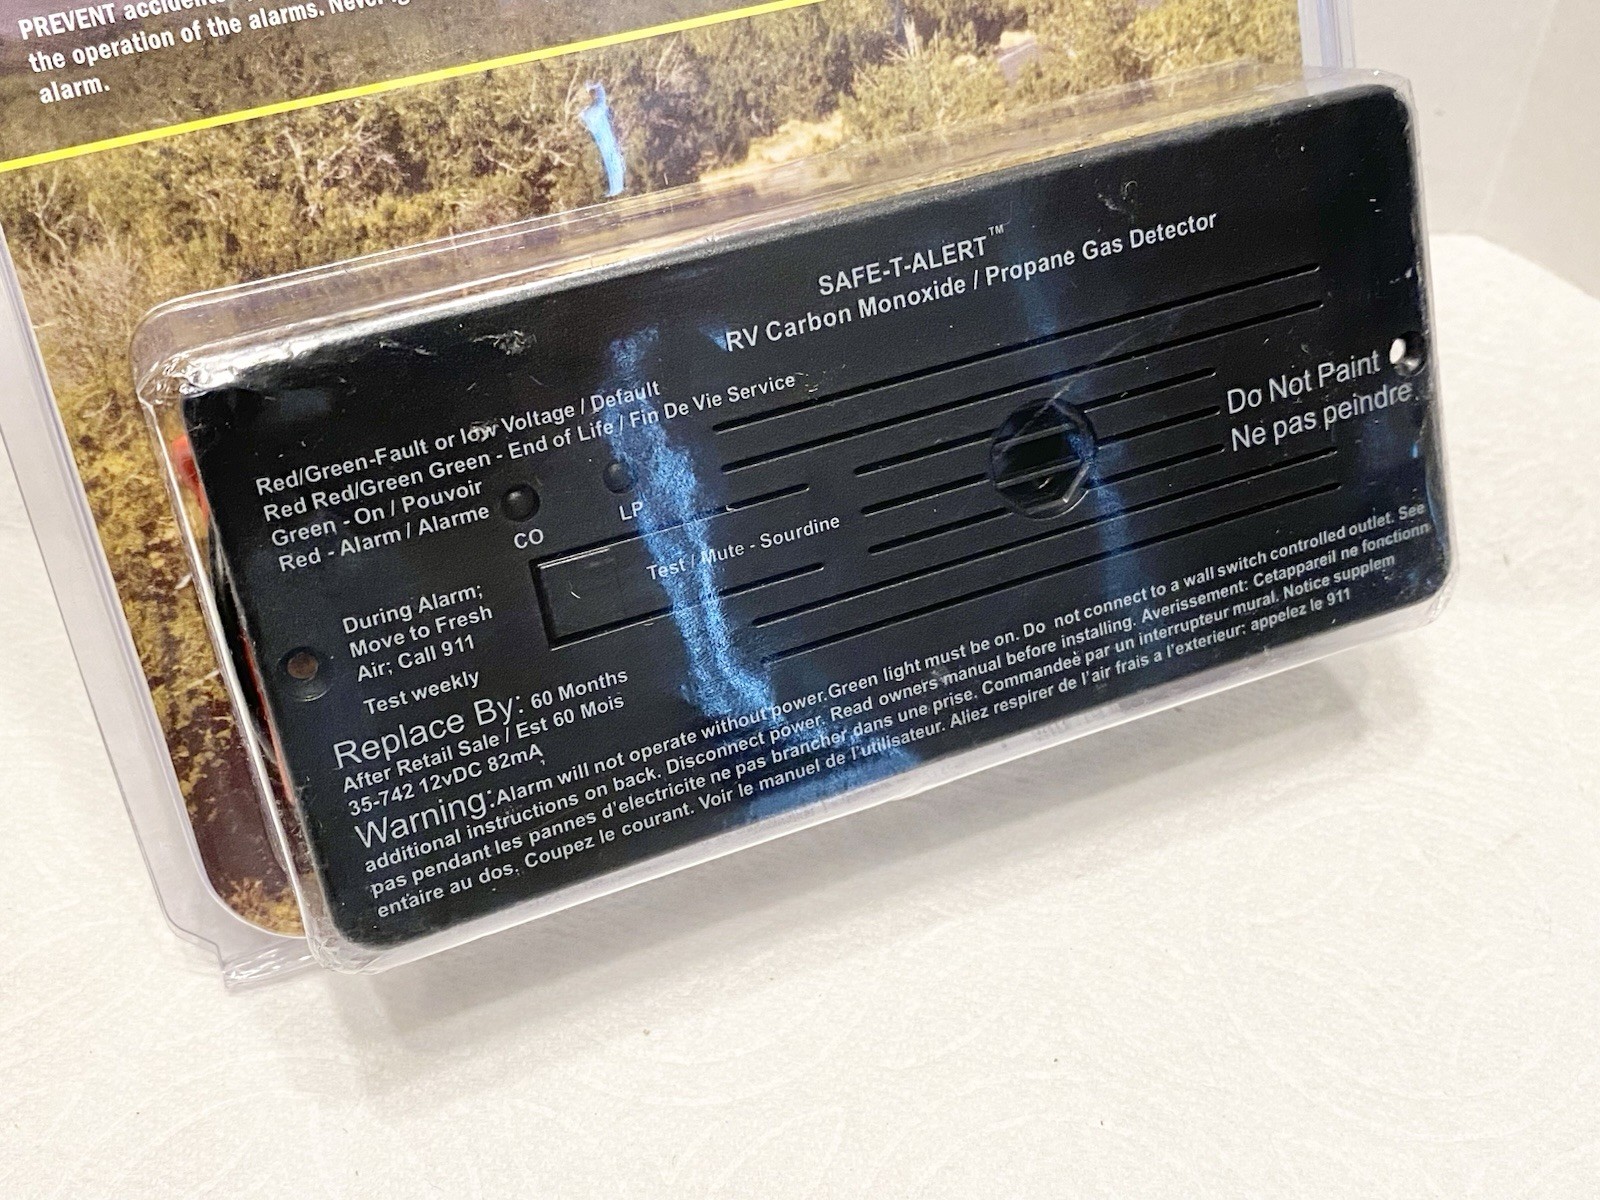 PREVENT
the operation of the alarms. Never
alarm.
SAFE-T-ALERT™
RV Carbon Monoxide / Propane Gas Detector
Red/Green-Fault or low Voltage / Default
Red Red/Green Green - End of Life / Fin De Vie Service
Green - On / Pouvoir
Red - Alarm / Alarme
CO
LP
Test / Mute - Sourdine
Do Not Paint
Ne pas peindre.
During Alarm;
Move to Fresh
Air; Call 911
Test weekly
Replace By: 60 Months
After Retail Sale / Est 60 Mois
35-742 12vDC 82mA
Warning: Alarm will not operate without power.Green light must be on. Do not connect to a wall switch controlled outlet. See
additional instructions on back. Disconnect power. Read owners manual before installing. Averissement: Cetappareil ne fonctionn
pas pendant les pannes d'electricite ne pas brancher dans une prise. Commandeè par un interrupteur mural. Notice supplem
entaire au dos. Coupez le courant. Voir le manuel de l'utilisateur. Aliez respirer de l'air frais a l'exterieur: appelez le 911